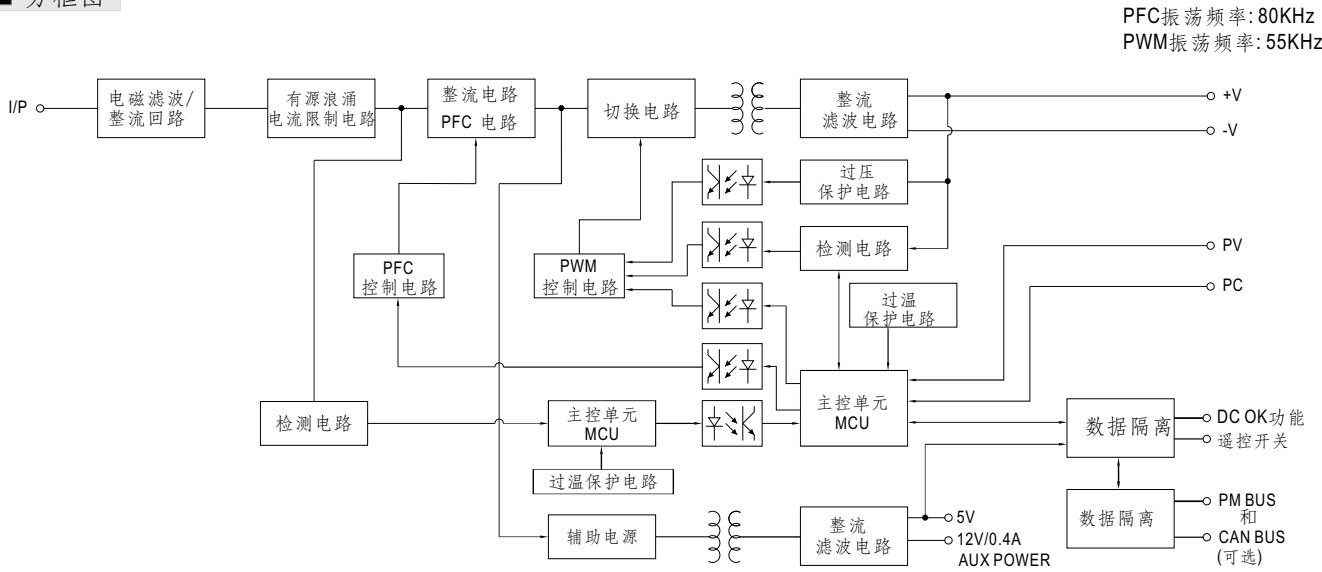 ■ 方框图
PFC振荡频率: 80KHz
PWM振荡频率: 55KHz
I/P
电磁滤波/
整流回路
有源浪涌
电流限制电路
整流电路
PFC 电路
切换电路
整流
滤波电路
+V
-V
过压
保护电路
检测电路
PV
PFC
控制电路
PWM
控制电路
PC
过温
保护电路
检测电路
主控单元
MCU
主控单元
MCU
数据隔离
DC OK功能
遥控开关
过温保护电路
数据隔离
PM BUS
和
CAN BUS
(可选)
辅助电源
整流
滤波电路
5V
12V/0.4A
AUX POWER